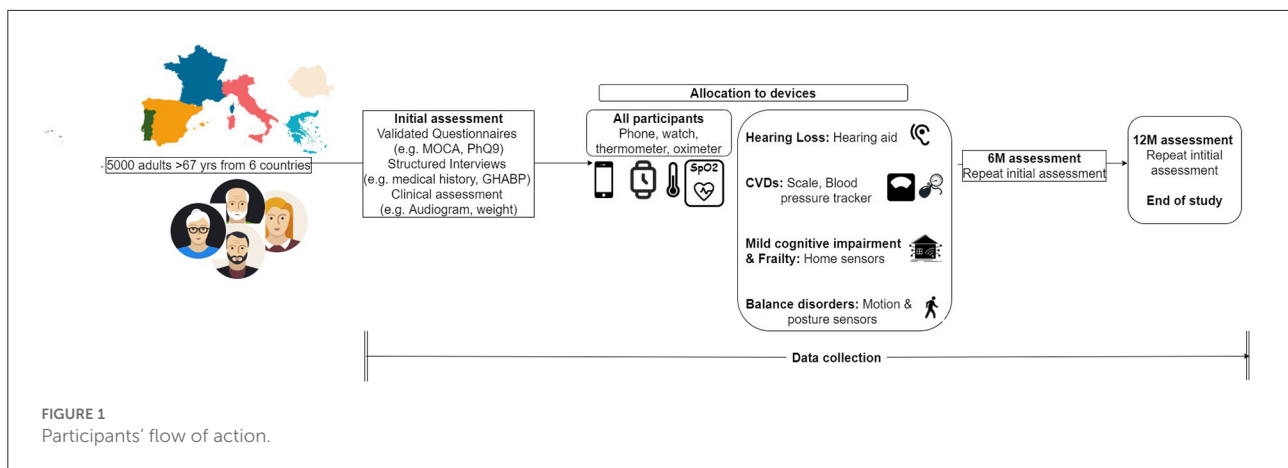 5000 adults >67 yrs from 6 countries
Initial assessment
Validated Questionnaires
(e.g. MOCA, PhQ9)
Structured Interviews
(e.g. medical history, GHABP)
Clinical assessment
(e.g. Audiogram, weight)
Allocation to devices
All participants
Phone, watch,
thermometer, oximeter
SpO2
Hearing Loss: Hearing aid
CVDs: Scale, Blood
pressure tracker
Mild cognitive impairment
& Frailty: Home sensors
Balance disorders: Motion &
posture sensors
6M assessment
Repeat initial assessment
12M assessment
Repeat intitial
assessment
End of study
Data collection
FIGURE 1
Participants' flow of action.